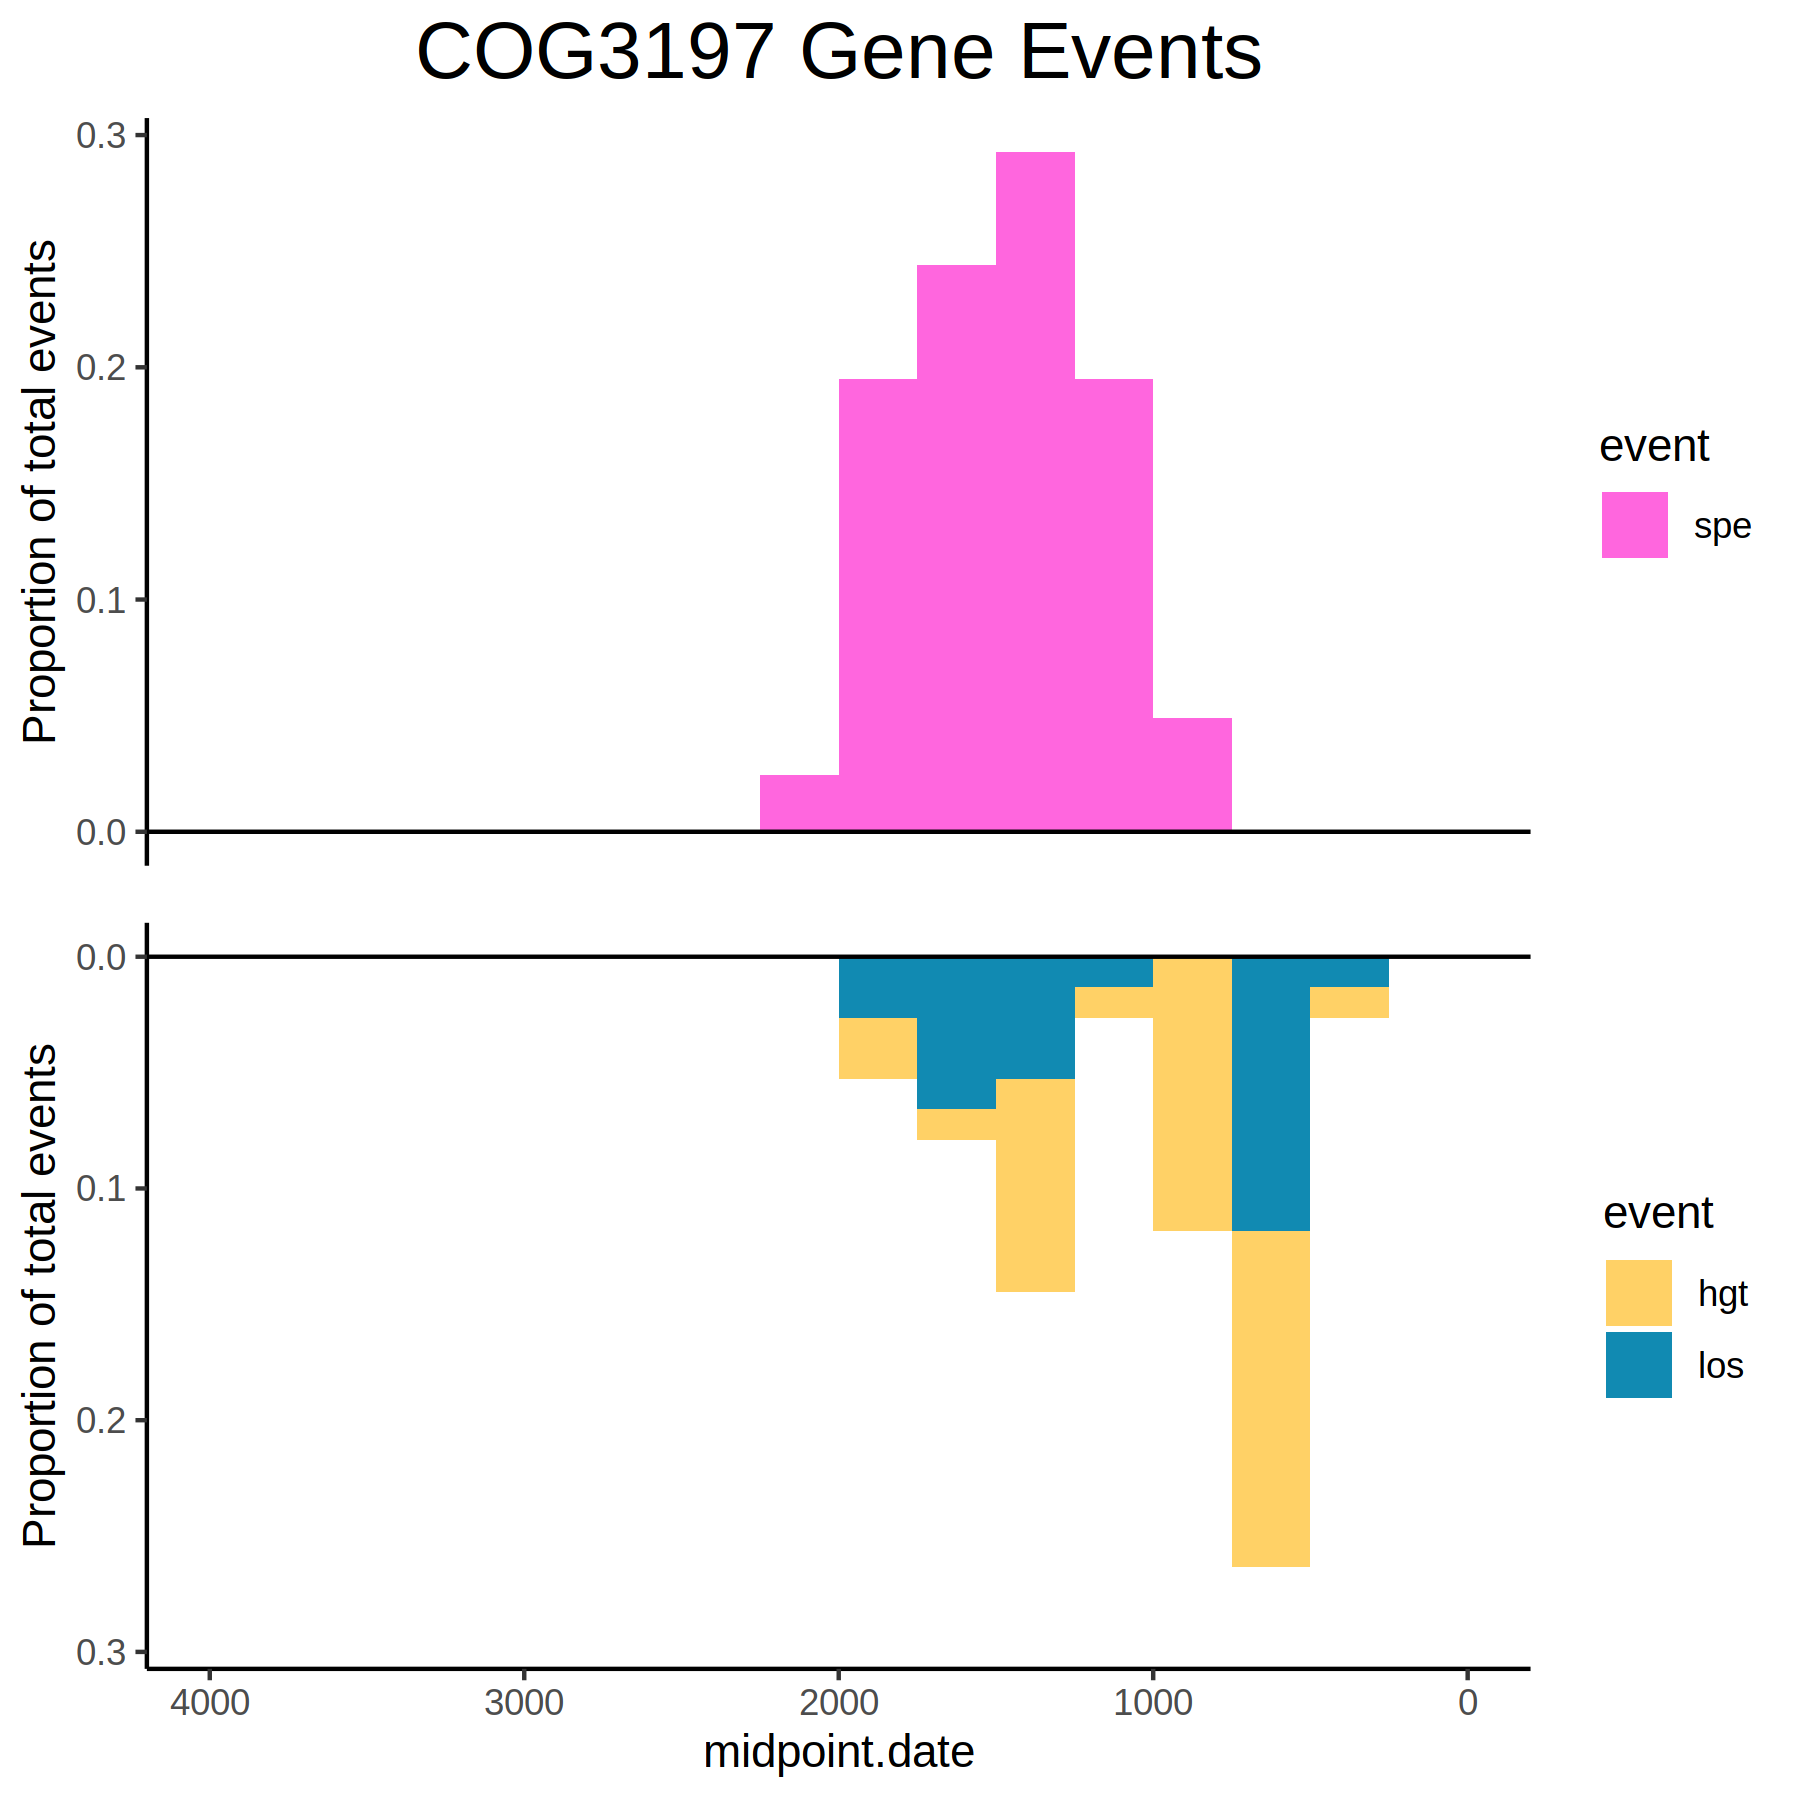 COG3197 Gene Events
Proportion of total events
0.3
0.2
0.1
0.0
event
spe
Proportion of total events
0.0
0.1
0.2
0.3
event
hgt
los
4000 3000 2000 1000 0
midpoint.date